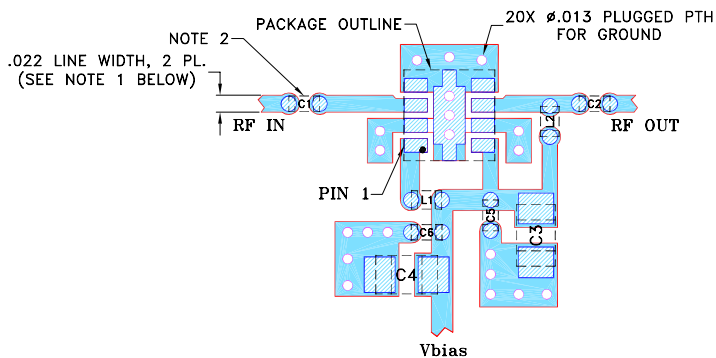 PACKAGE OUTLINE
20X ø.013 PLUGGED PTH
FOR GROUND
NOTE 2
.022 LINE WIDTH, 2 PL.
(SEE NOTE 1 BELOW)
C1
C2
L2
RF IN
RF OUT
PIN 1
L1
C5
C3
C6
C4
Vbias